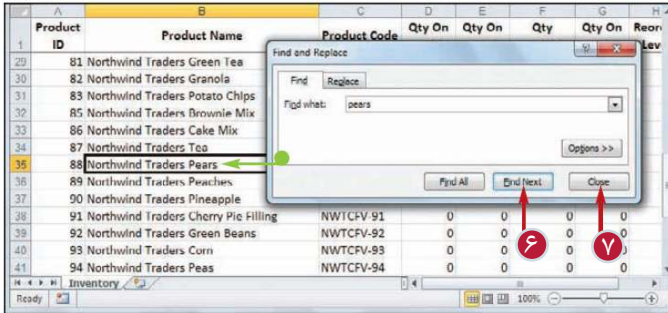 A B C D E F G H
1 Product ID Product Name Product Code Qty On Qty On Qty Qty On Reor Lev
Find and Replace
Find Replace
Find what: pears
Options >>
Find All Find Next Close
29 81 Northwind Traders Green Tea
30 82 Northwind Traders Granola
31 83 Northwind Traders Potato Chips
32 85 Northwind Traders Brownie Mix
33 86 Northwind Traders Cake Mix
34 87 Northwind Traders Tea
35 88 Northwind Traders Pears
36 89 Northwind Traders Peaches
37 90 Northwind Traders Pineapple
38 91 Northwind Traders Cherry Pie Filling NWTCFV-91 0 0 0 0
39 92 Northwind Traders Green Beans NWTCFV-92 0 0 0 0
40 93 Northwind Traders Corn NWTCFV-93 0 0 0
41 94 Northwind Traders Peas NWTCFV-94 0 0 0 0
۶ ۷
Inventory
Ready 100%